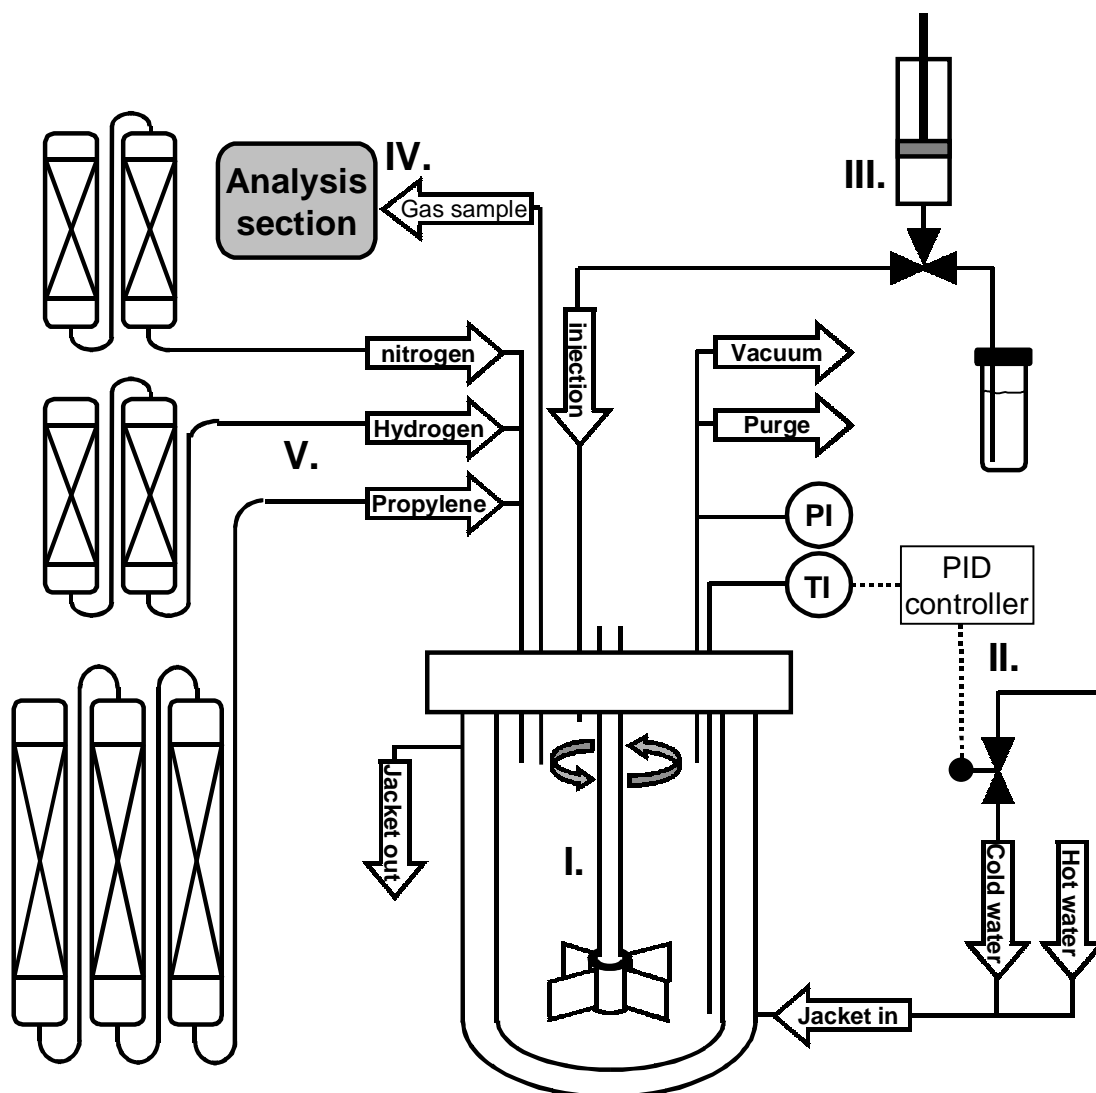 III.
IV.
Analysis
section
Gas sample
injection
nitrogen
Vacuum
Hydrogen
Purge
V.
Propylene
PI
TI
PID
controller
II.
Jacket out
I.
Cold water
Hot water
Jacket in